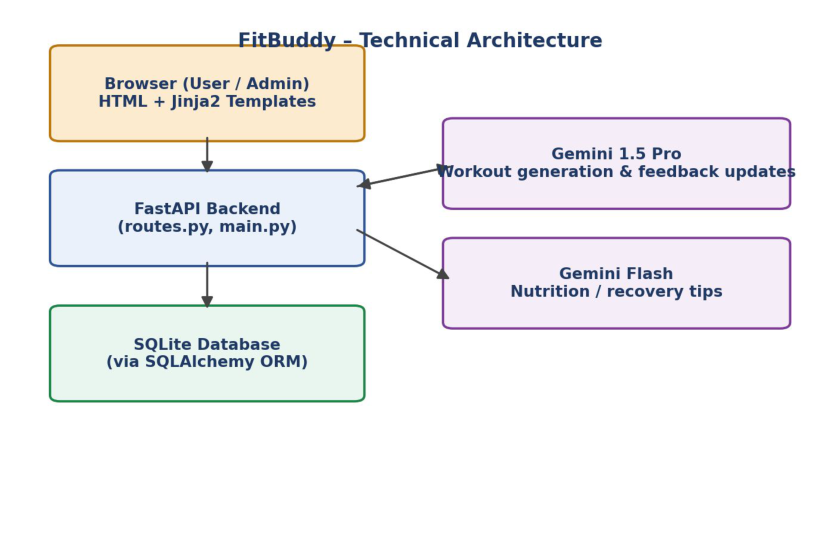 FitBuddy – Technical Architecture
Browser (User / Admin)
HTML + Jinja2 Templates
Gemini 1.5 Pro
Workout generation & feedback updates
FastAPI Backend
(routes.py, main.py)
Gemini Flash
Nutrition / recovery tips
SQLite Database
(via SQLAlchemy ORM)